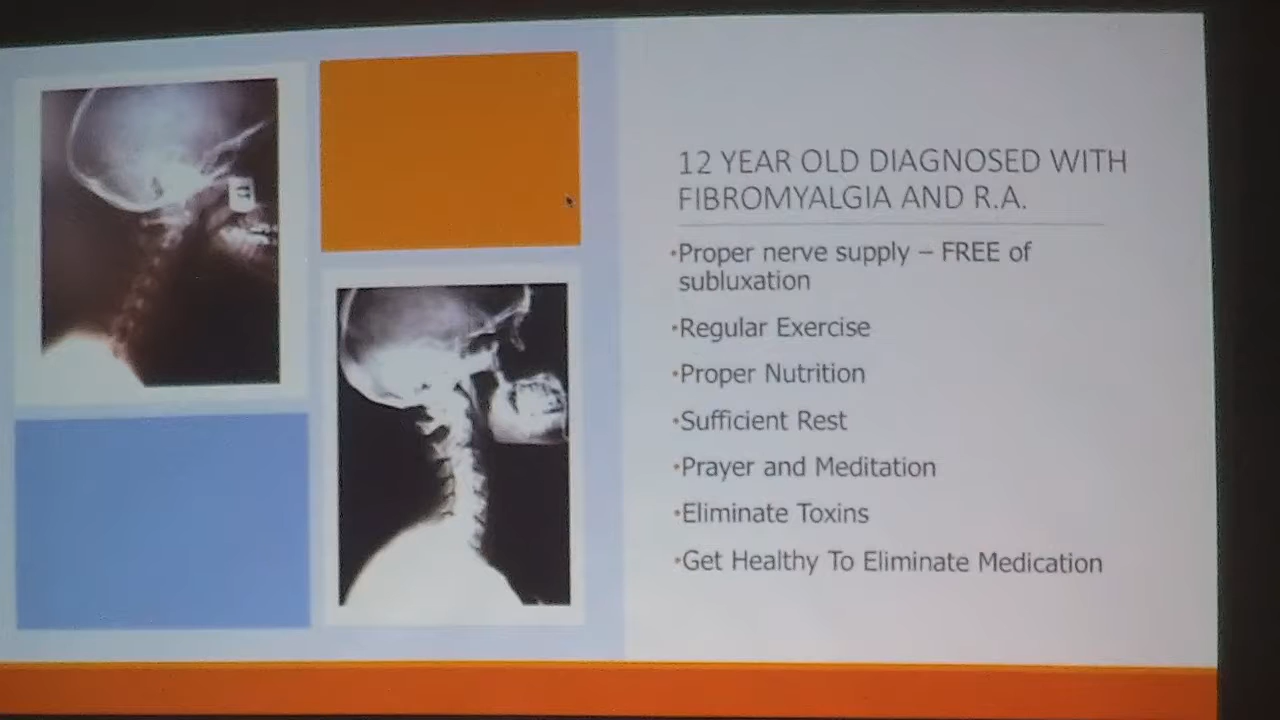 12 YEAR OLD DIAGNOSED WITH
FIBROMYALGIA AND R.A.
•Proper nerve supply – FREE of
subluxation
•Regular Exercise
•Proper Nutrition
•Sufficient Rest
•Prayer and Meditation
•Eliminate Toxins
•Get Healthy To Eliminate Medication